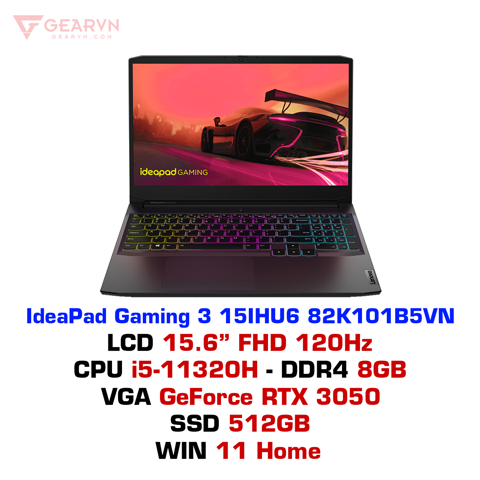 GEARVN
GEARVN.COM
ideapad GAMING
Lenovo
IdeaPad Gaming 3 15IHU6 82K101B5VN
LCD 15.6” FHD 120Hz
CPU i5-11320H - DDR4 8GB
VGA GeForce RTX 3050
SSD 512GB
WIN 11 Home